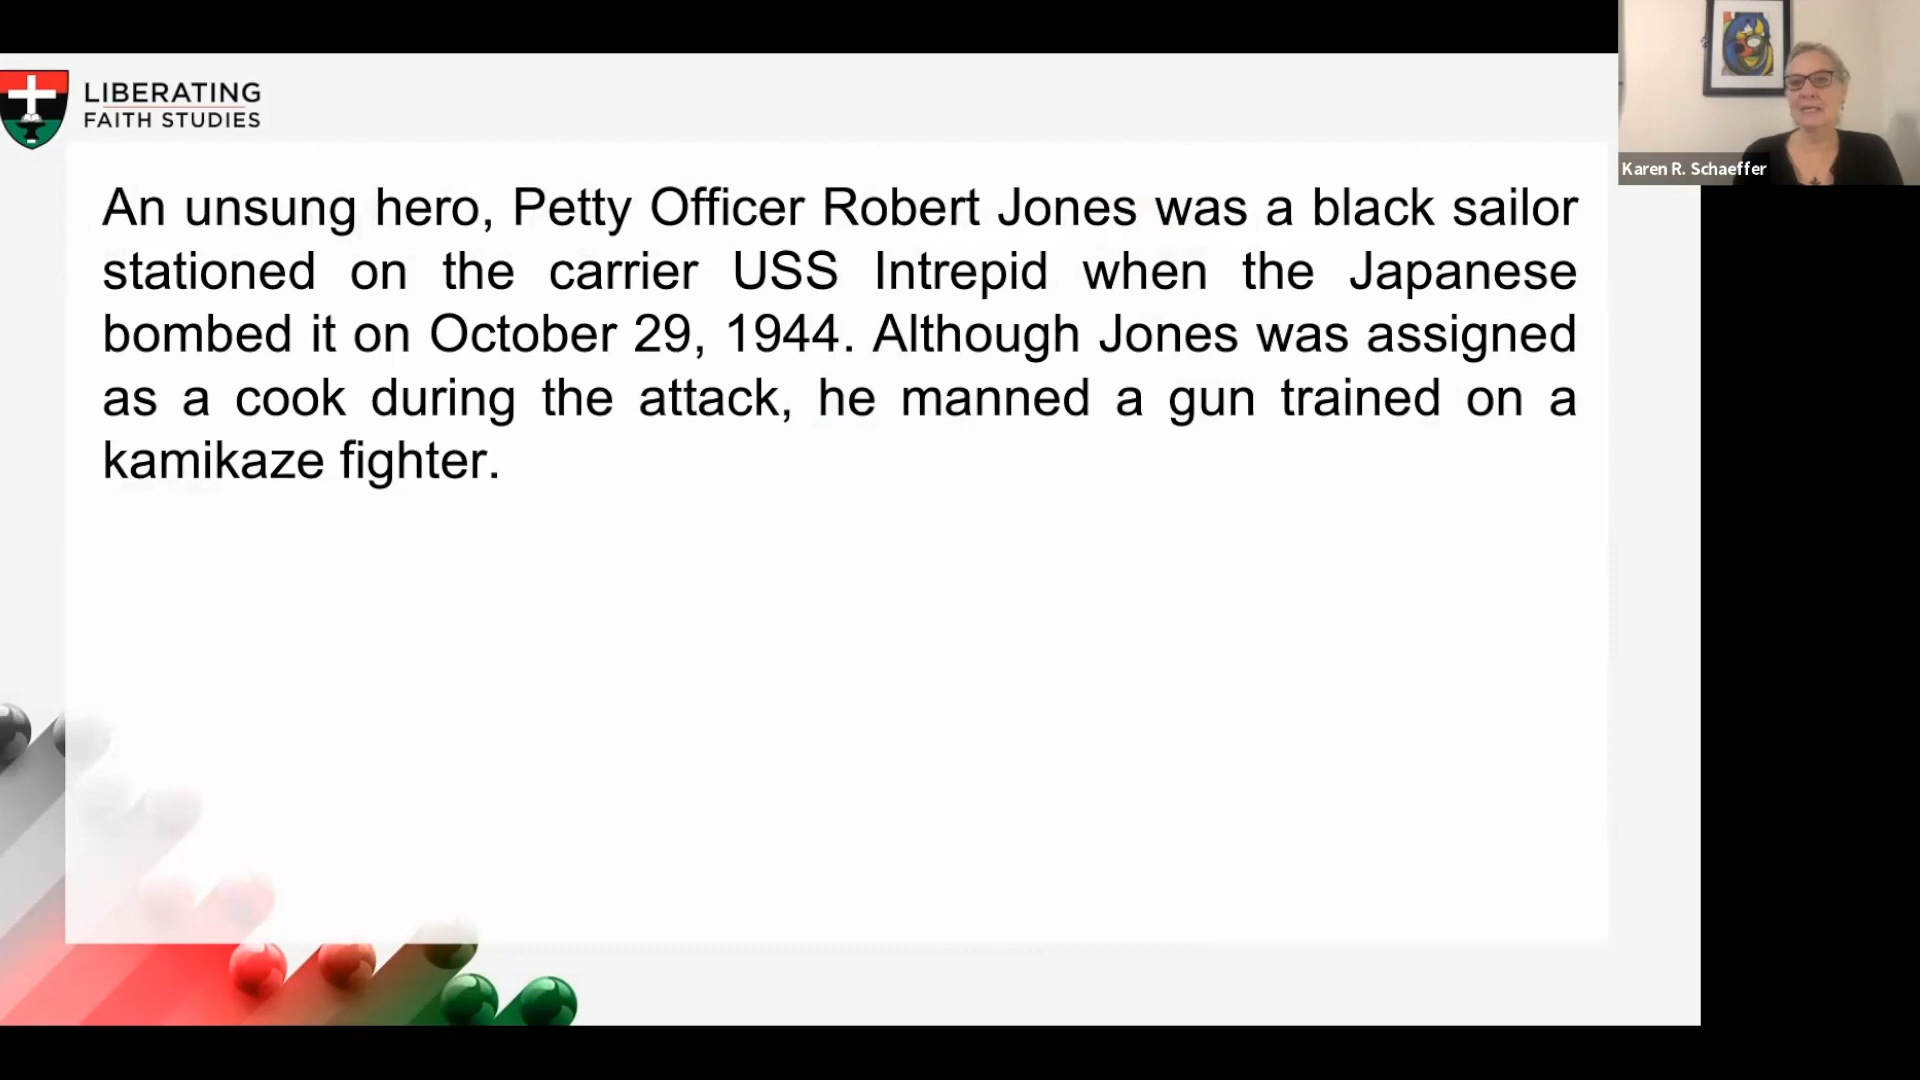 LIBERATING
FAITH STUDIES
Karen R. Schaeffer
An unsung hero, Petty Officer Robert Jones was a black sailor
stationed on the carrier USS Intrepid when the Japanese
bombed it on October 29, 1944. Although Jones was assigned
as a cook during the attack, he manned a gun trained on a
kamikaze fighter.